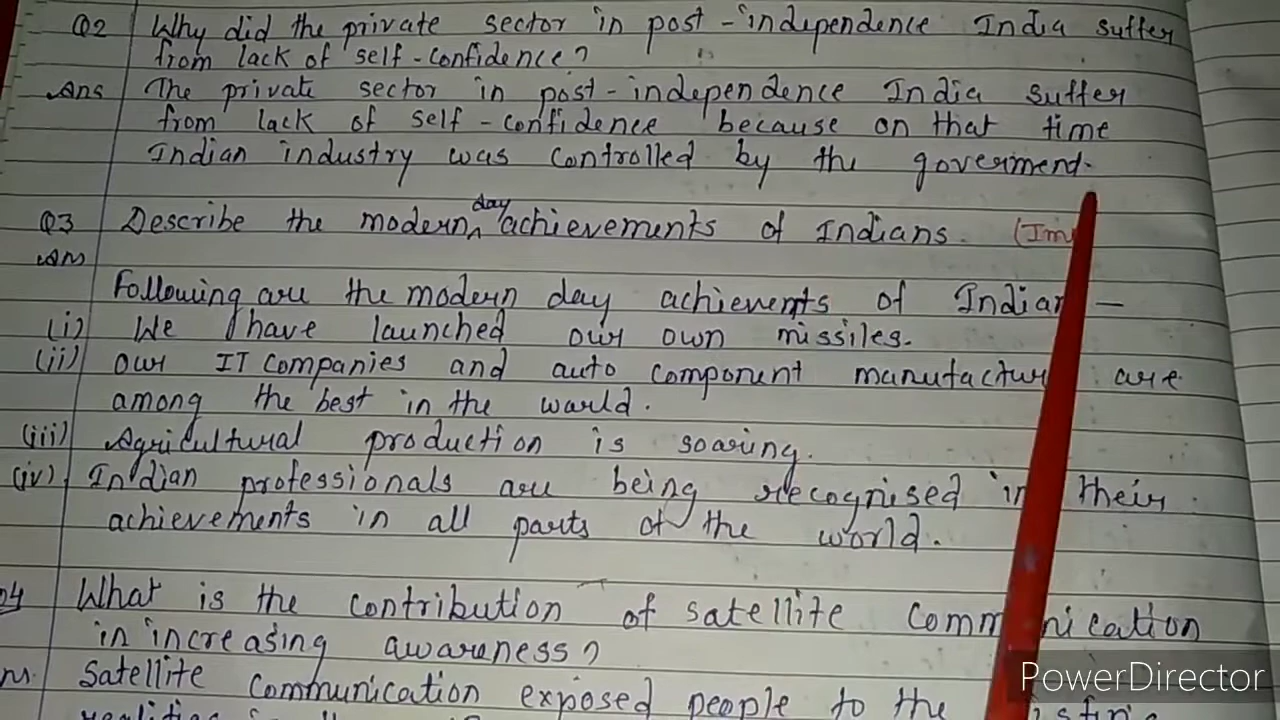 Q2 Why did the private sector in post-independence India suffer
from lack of self-confidence?
Ans The private sector in post-independence India suffer
from lack of self-confidence because on that time
Indian industry was controlled by the govermend.
Q3 Describe the modern day achievements of Indians. (Im
Ans
Following are the modern day achievemts of Indian —
(i) We have launched our own missiles.
(ii) our IT companies and auto component manufactur are
among the best in the world.
(iii) Agricultural production is soaring.
(iv) Indian professionals are being recognised in their
achievements in all parts of the world.
Q4 What is the contribution of satellite communication
in increasing awareness?
Satellite communication exposed people to the
PowerDirector